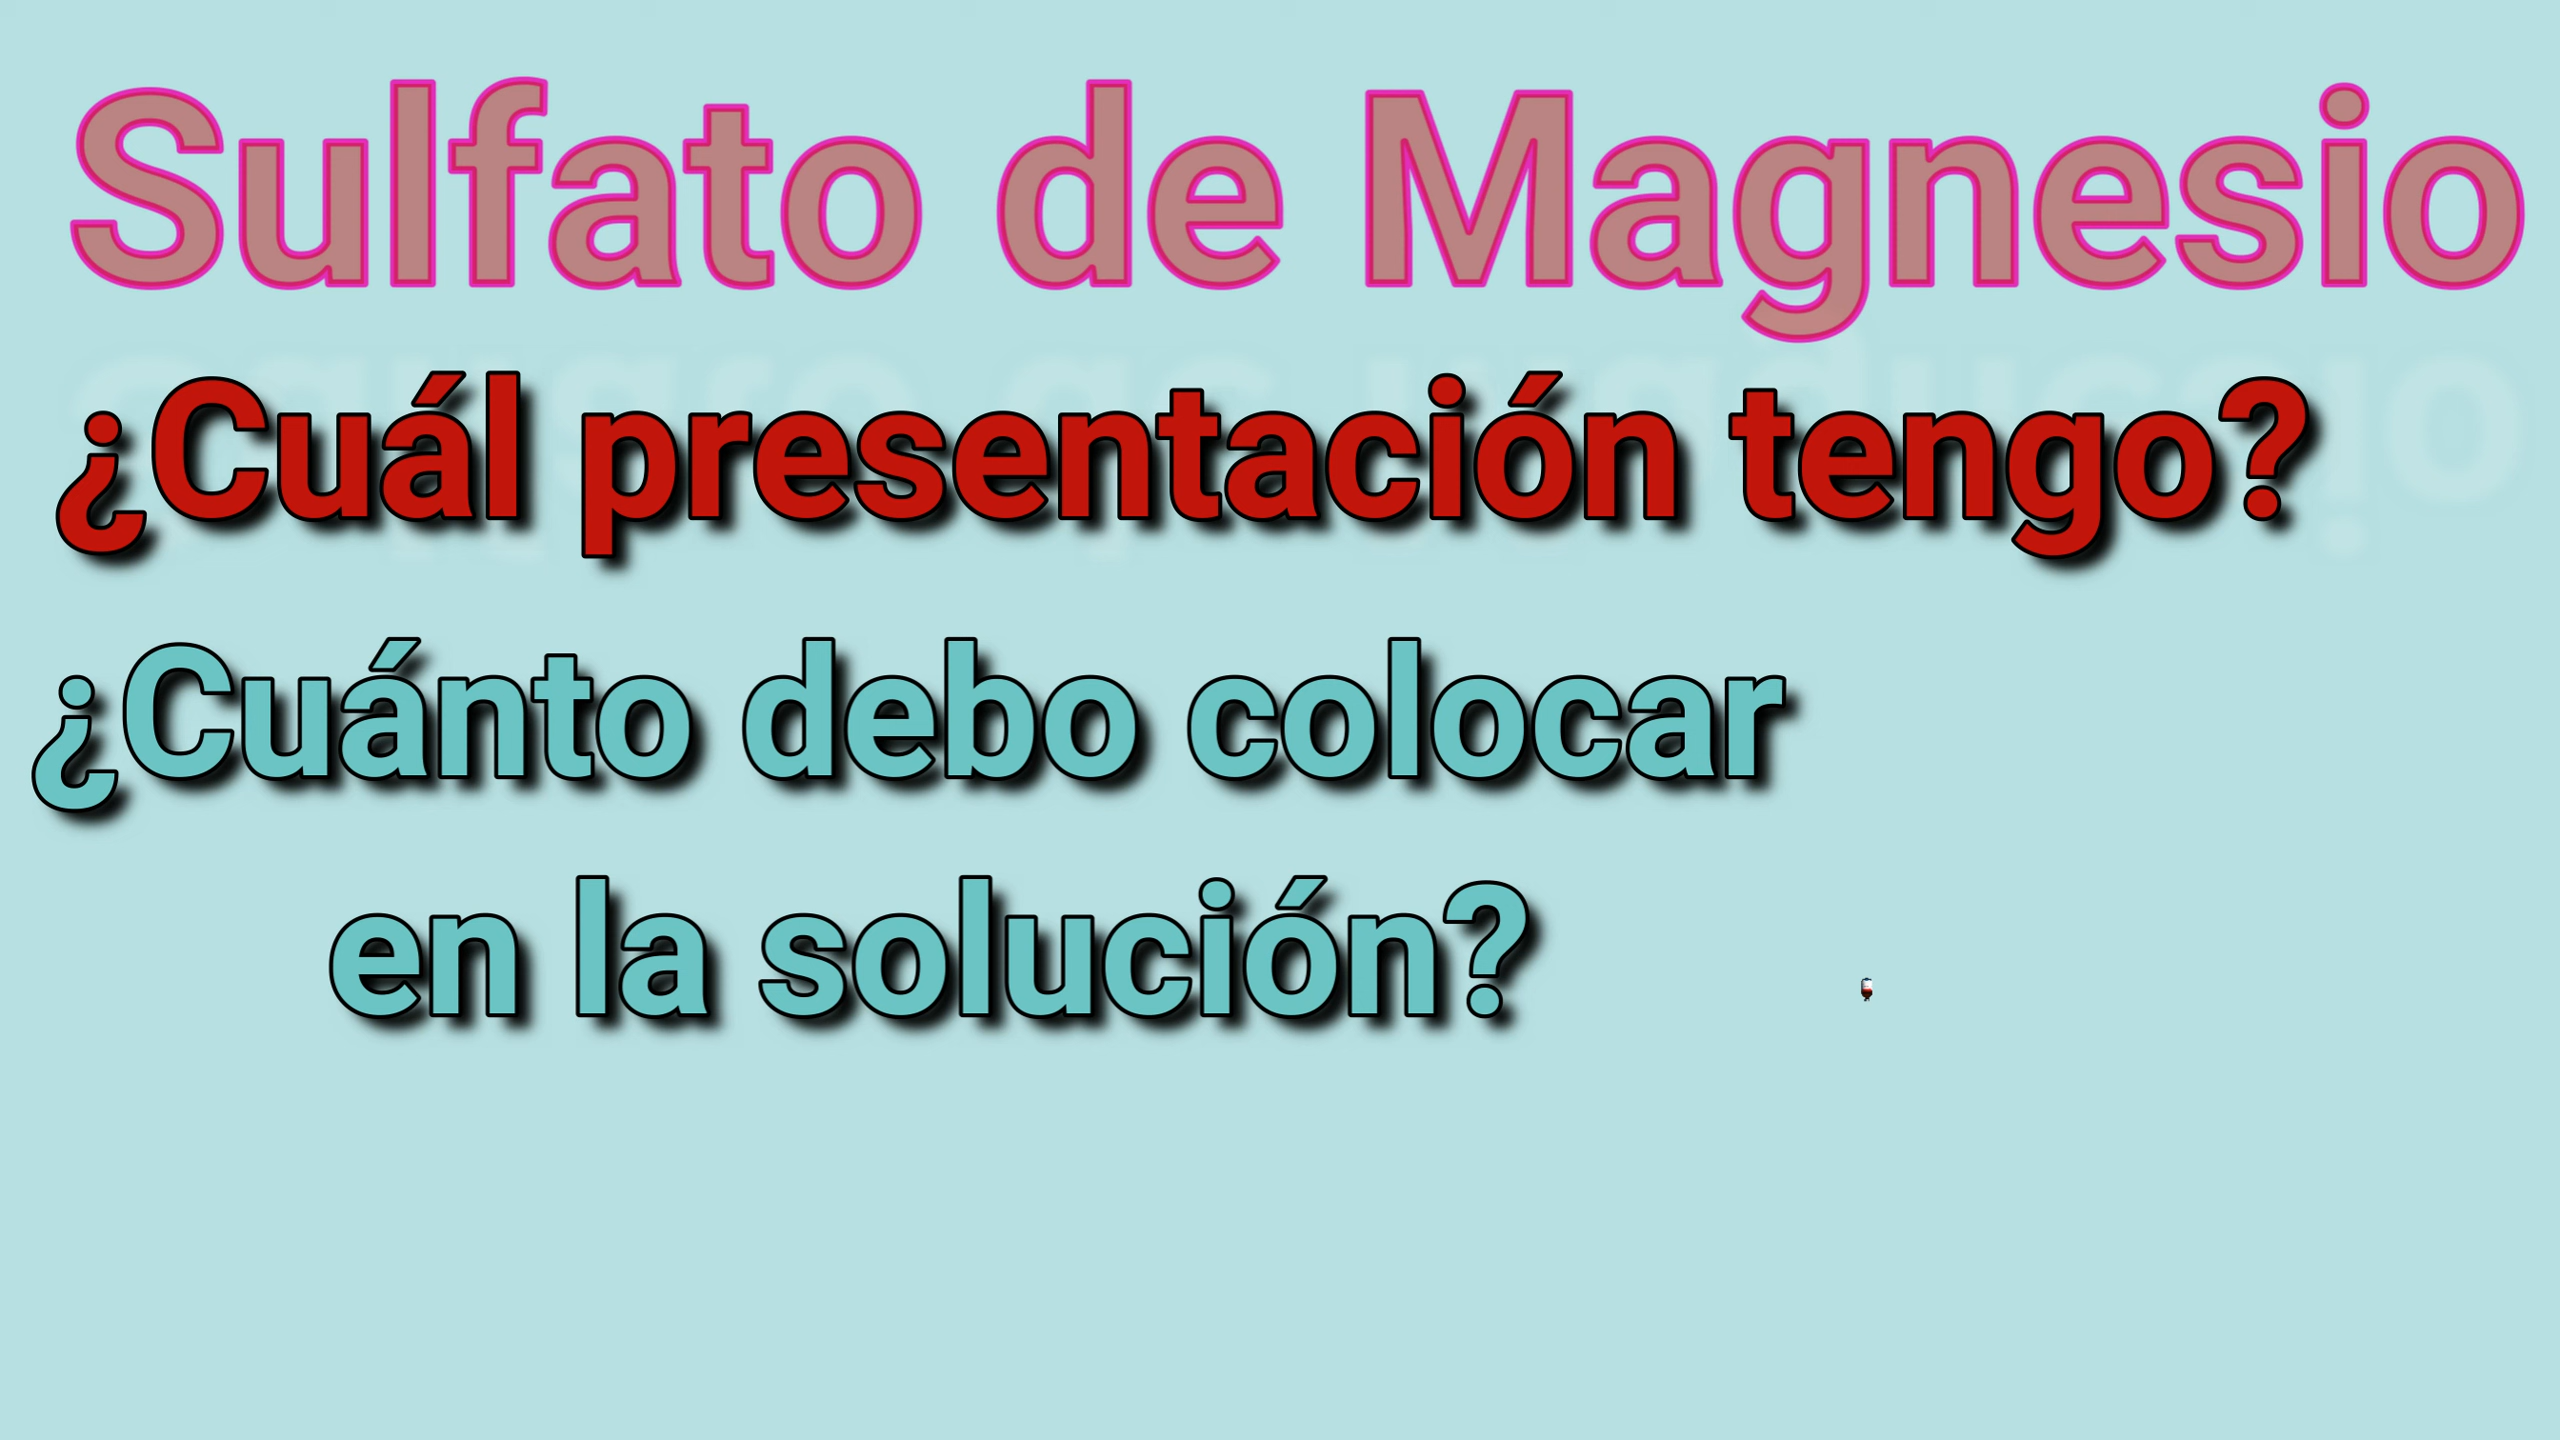 Sulfato de Magnesio
¿Cuál presentación tengo?
¿Cuánto debo colocar
en la solución?